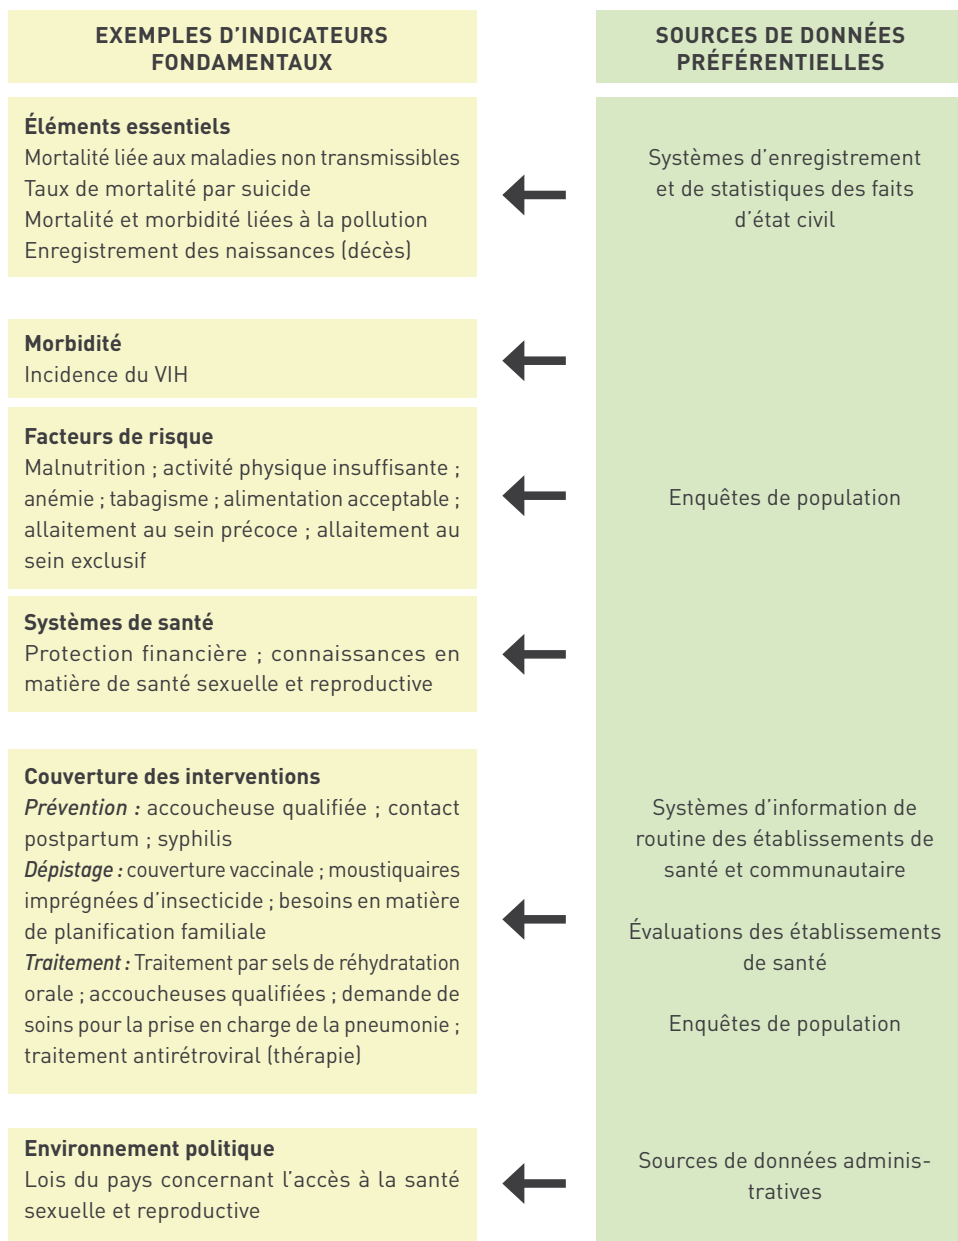 EXEMPLES D'INDICATEURS
FONDAMENTAUX
SOURCES DE DONNÉES
PRÉFÉRENTIELLES
Éléments essentiels
Mortalité liée aux maladies non transmissibles
Taux de mortalité par suicide
Mortalité et morbidité liées à la pollution
Enregistrement des naissances (décès)
Systèmes d'enregistrement
et de statistiques des faits
d'état civil
Morbidité
Incidence du VIH
Facteurs de risque
Malnutrition ; activité physique insuffisante ;
anémie ; tabagisme ; alimentation acceptable ;
allaitement au sein précoce ; allaitement au
sein exclusif
Enquêtes de population
Systèmes de santé
Protection financière ; connaissances en
matière de santé sexuelle et reproductive
Couverture des interventions
Prévention : accoucheuse qualifiée ; contact
postpartum ; syphilis
Dépistage : couverture vaccinale ; moustiquaires
imprégnées d'insecticide ; besoins en matière
de planification familiale
Traitement : Traitement par sels de réhydratation
orale ; accoucheuses qualifiées ; demande de
soins pour la prise en charge de la pneumonie ;
traitement antirétroviral (thérapie)
Systèmes d'information de
routine des établissements de
santé et communautaire
Évaluations des établissements
de santé
Enquêtes de population
Environnement politique
Lois du pays concernant l'accès à la santé
sexuelle et reproductive
Sources de données adminis-
tratives